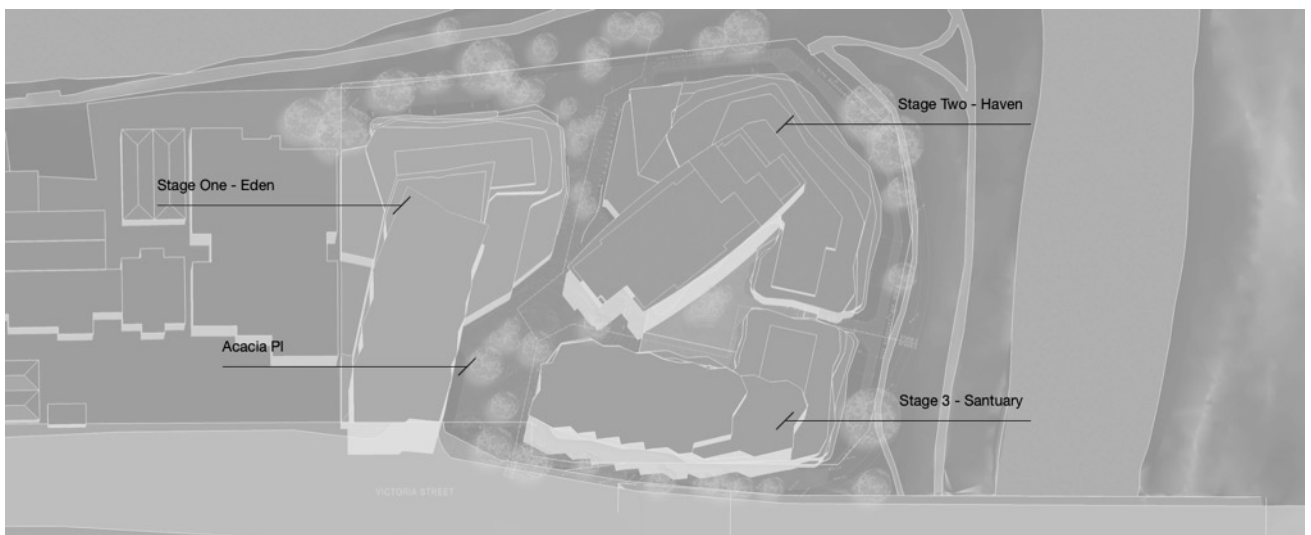 Stage Two - Haven
Stage One - Eden
Acacia Pl
Stage 3 - Santuary
VICTORIA STREET